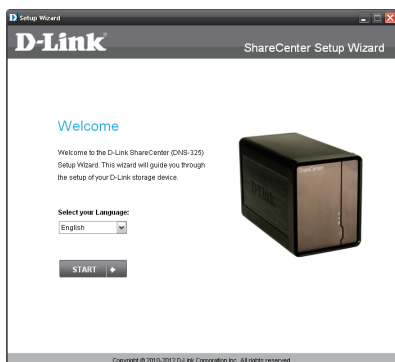 Setup Wizard
D-Link
ShareCenter Setup Wizard
Welcome
Welcome to the D-Link ShareCenter (DNS-325)
Setup Wizard. This wizard will guide you through
the setup of your D-Link storage device.
Select your Language:
English
START
ShareCenter
D-Link
Copyright © 2010-2012 D-Link Corporation Inc. All rights reserved.